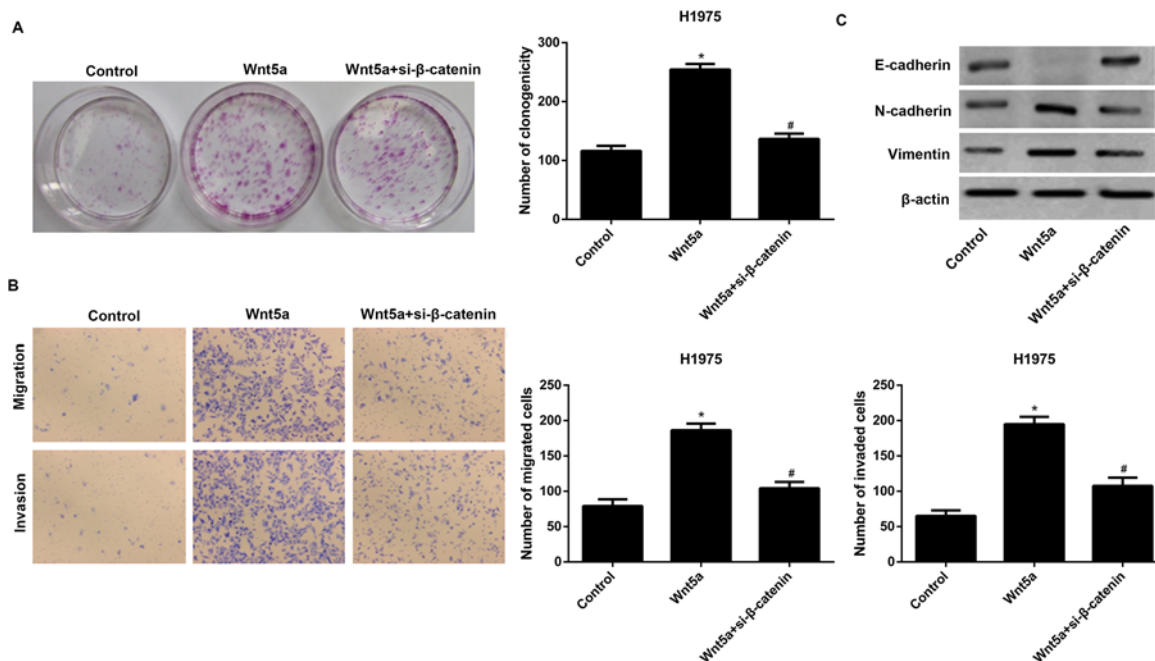 A
Control
Wnt5a
Wnt5a+si-β-catenin
H1975
Number of clonogenicity
300
200
100
0
*
#
Control
Wnt5a
Wnt5a+si-β-catenin
C
E-cadherin
N-cadherin
Vimentin
β-actin
Control
Wnt5a
Wnt5a+si-β-catenin
B
Control
Wnt5a
Wnt5a+si-β-catenin
Migration
Invasion
H1975
Number of migrated cells
250
200
150
100
50
0
*
#
Control
Wnt5a
Wnt5a+si-β-catenin
H1975
Number of invaded cells
250
200
150
100
50
0
*
#
Control
Wnt5a
Wnt5a+si-β-catenin